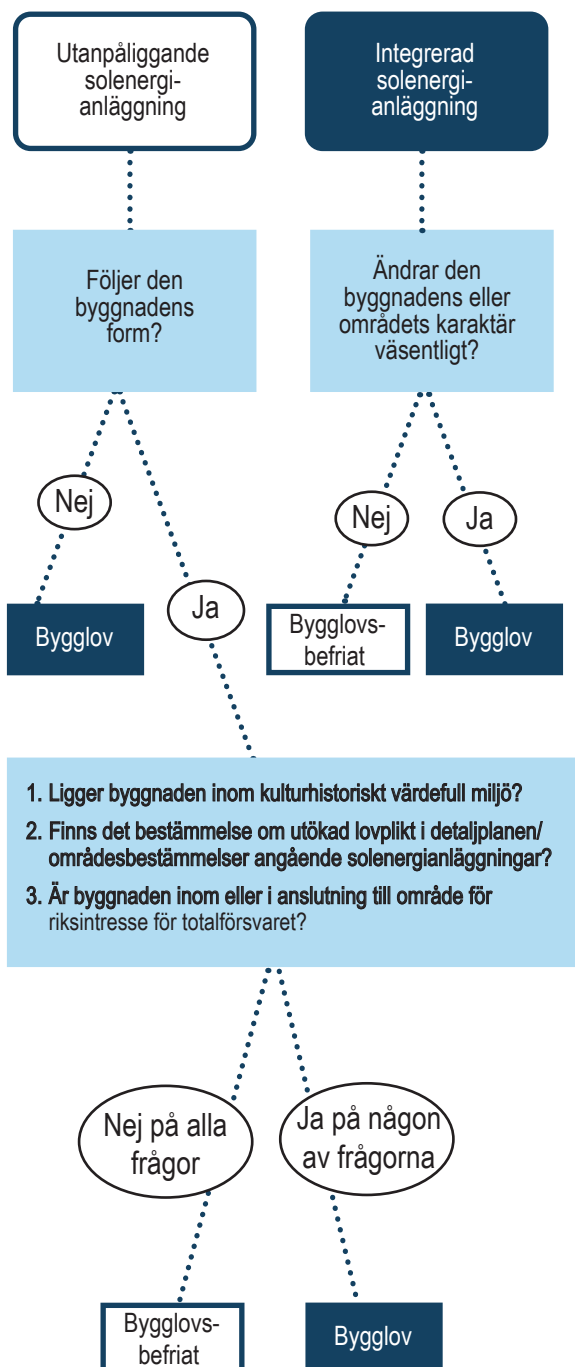 Utanpåliggande
solenergi-
anläggning
Integrerad
solenergi-
anläggning
Följer den
byggnadens
form?
Ändrar den
byggnadens eller
områdets karaktär
väsentligt?
Nej
Ja
Nej
Ja
Bygglov
Bygglovs-
befriat
Bygglov
1. Ligger byggnaden inom kulturhistoriskt värdefull miljö?
2. Finns det bestämmelse om utökad lovplikt i detaljplanen/
områdesbestämmelser angående solenergianläggningar?
3. Är byggnaden inom eller i anslutning till område för
riksintresse för totalförsvaret?
Nej på alla
frågor
Ja på någon
av frågorna
Bygglovs-
befriat
Bygglov